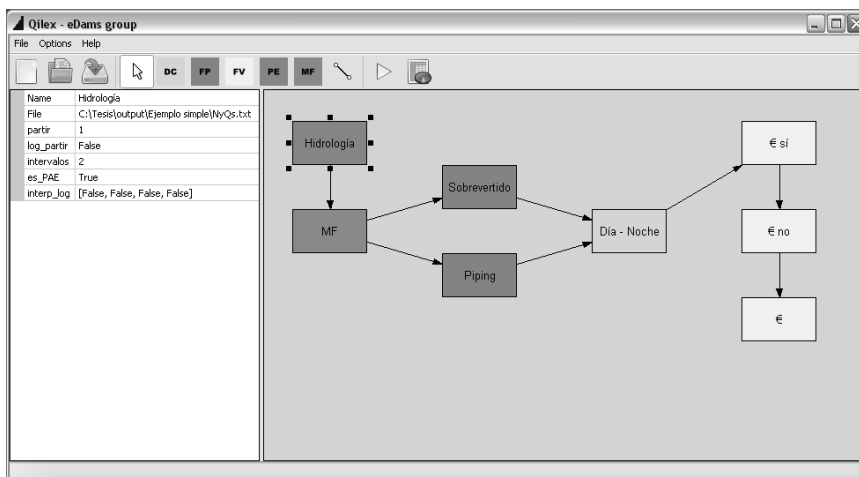 Qilex - eDams group
File Options Help
DC FP FV PE MF
Name Hidrología
File C:\Tesis\output\Ejemplo simple\NyQs.txt
partir 1
log_partir False
intervalos 2
es_PAE True
interp_log [False, False, False, False]
Hidrología
MF
Sobrevertido
Piping
Día - Noche
€ sí
€ no
€